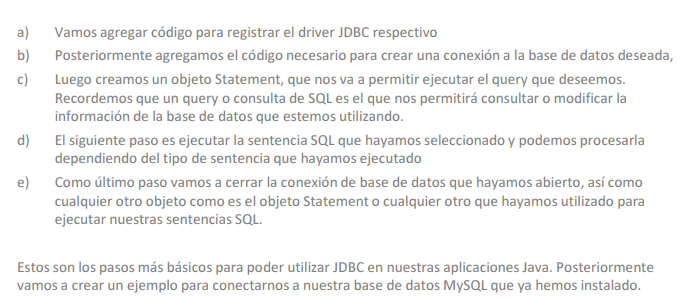 a) Vamos agregar código para registrar el driver JDBC respectivo
b) Posteriormente agregamos el código necesario para crear una conexión a la base de datos deseada,
c) Luego creamos un objeto Statement, que nos va a permitir ejecutar el query que deseemos.
Recordemos que un query o consulta de SQL es el que nos permitirá consultar o modificar la
información de la base de datos que estemos utilizando.
d) El siguiente paso es ejecutar la sentencia SQL que hayamos seleccionado y podemos procesarla
dependiendo del tipo de sentencia que hayamos ejecutado
e) Como último paso vamos a cerrar la conexión de base de datos que hayamos abierto, así como
cualquier otro objeto como es el objeto Statement o cualquier otro que hayamos utilizado para
ejecutar nuestras sentencias SQL.
Estos son los pasos más básicos para poder utilizar JDBC en nuestras aplicaciones Java. Posteriormente
vamos a crear un ejemplo para conectarnos a nuestra base de datos MySQL que ya hemos instalado.